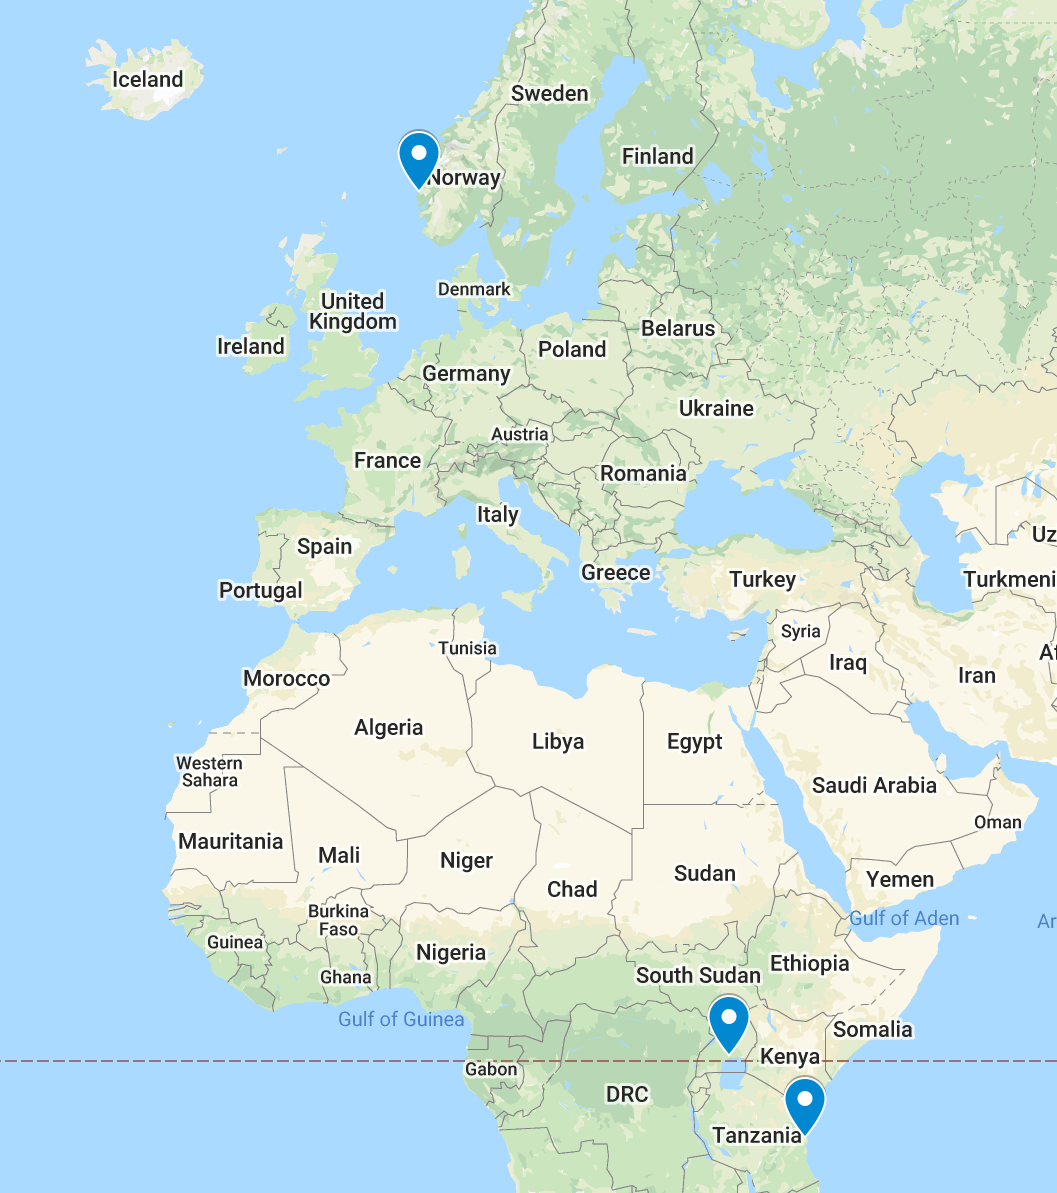 Iceland
Sweden
Finland
Norway
Denmark
United
Kingdom
Belarus
Ireland
Poland
Germany
Ukraine
Austria
France
Romania
Italy
Uz
Spain
Greece
Turkey
Turkmeni
Portugal
Syria
Tunisia
Af
Iraq
Iran
Morocco
Algeria
Libya
Egypt
Western
Sahara
Saudi Arabia
Oman
Mauritania
Mali
Niger
Sudan
Yemen
Chad
Burkina
Faso
Gulf of Aden
Ar
Guinea
Nigeria
Ethiopia
Ghana
South Sudan
Gulf of Guinea
Somalia
Kenya
Gabon
DRC
Tanzania